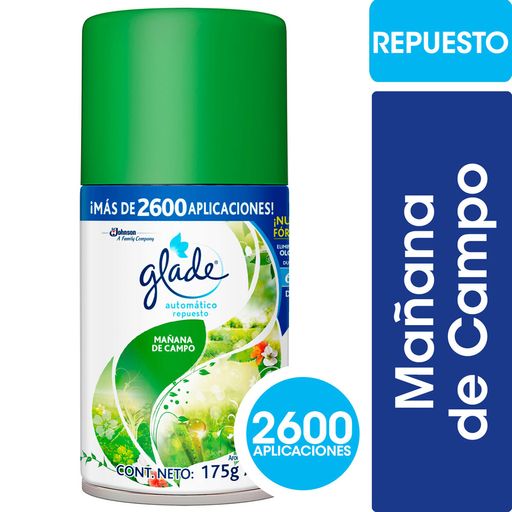 REPUESTO
Mañana
de Campo
¡MÁS DE 2600 APLICACIONES!
Johnson
A Family Company
glade
automático
repuesto
MAÑANA
DE CAMPO
2600
APLICACIONES
CONT. NETO: 175g